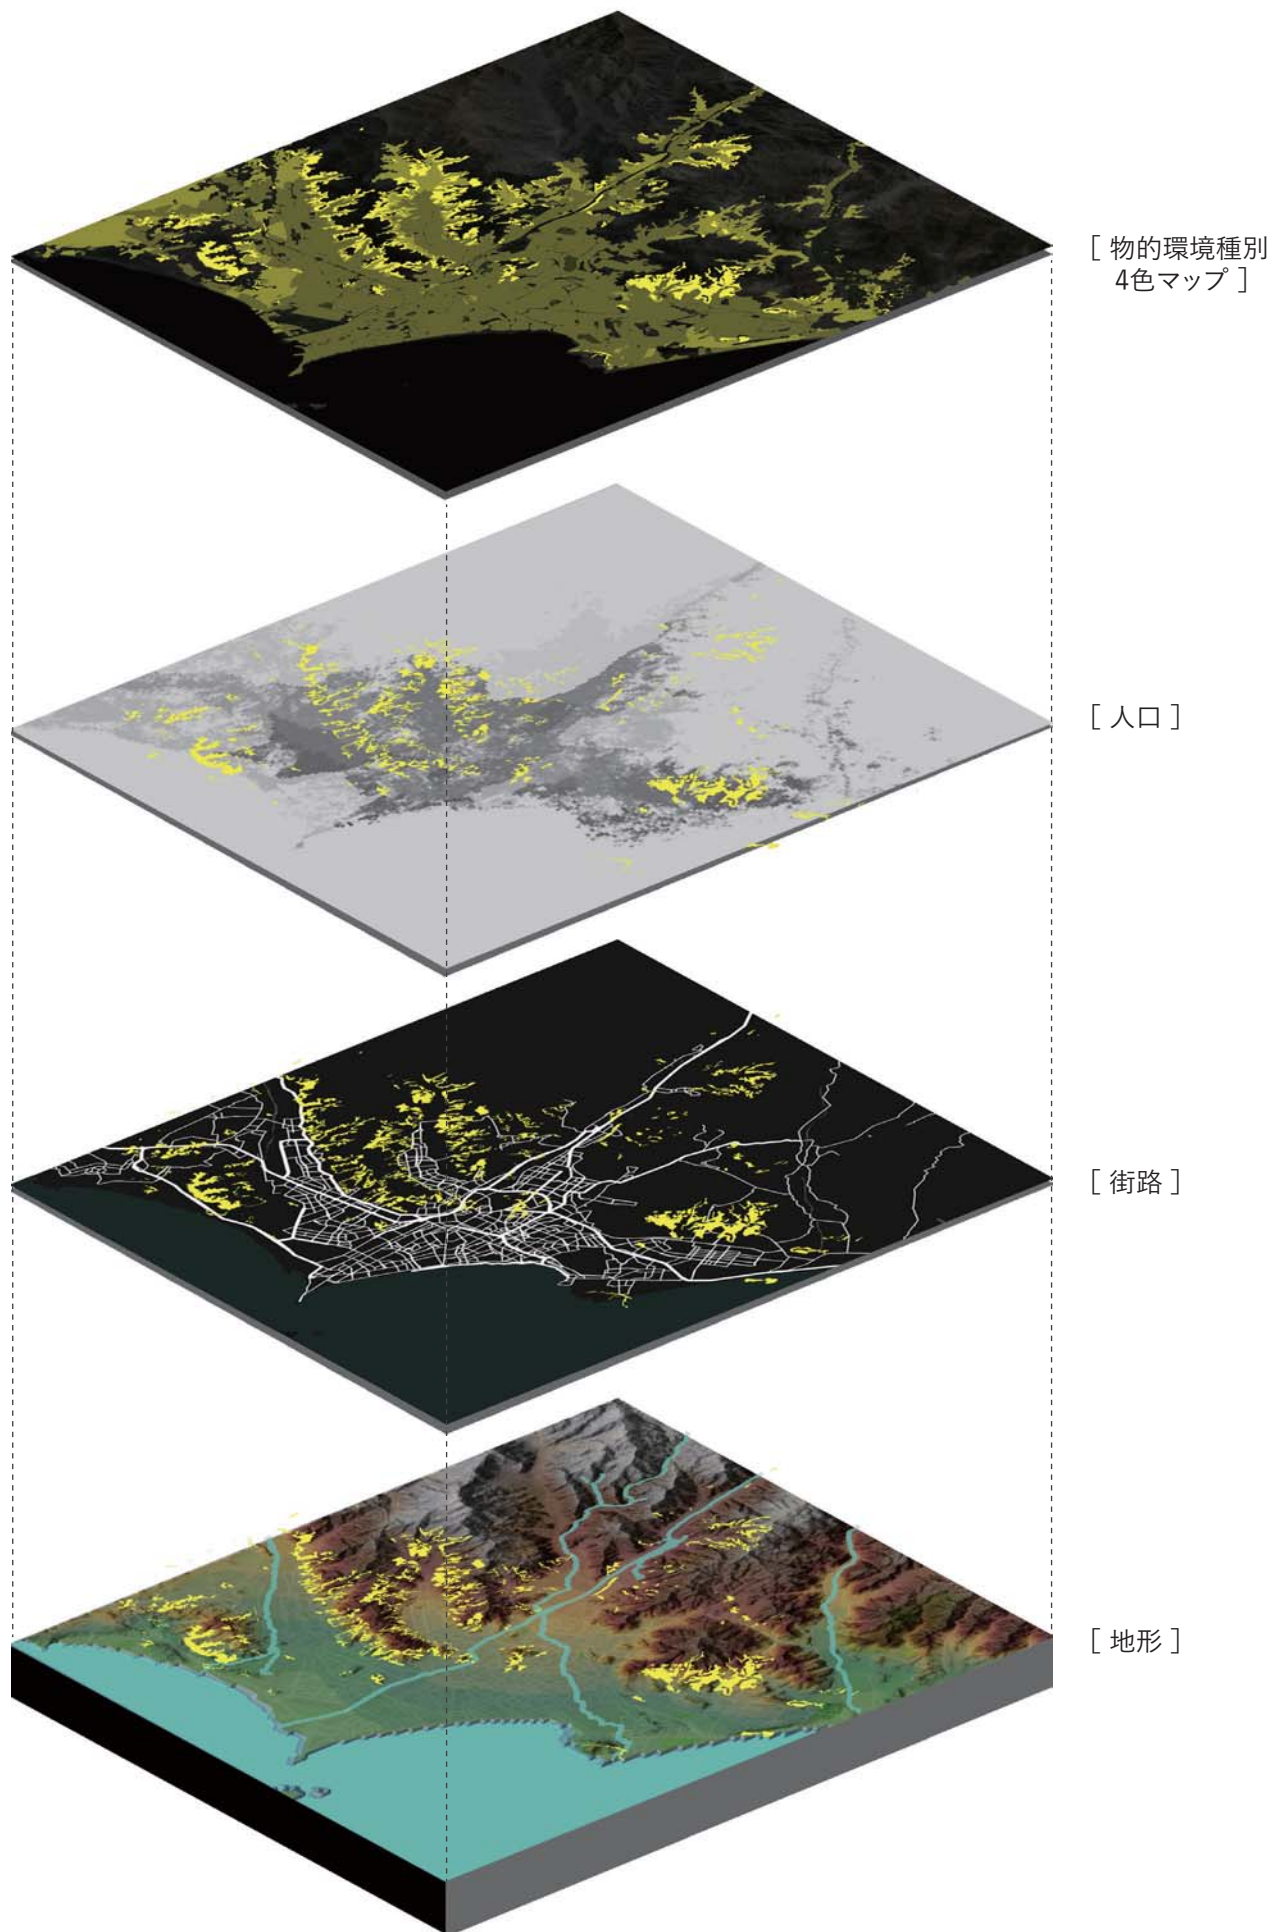 [ 物的環境種別
4色マップ ]
[ 人口 ]
[ 街路 ]
[ 地形 ]